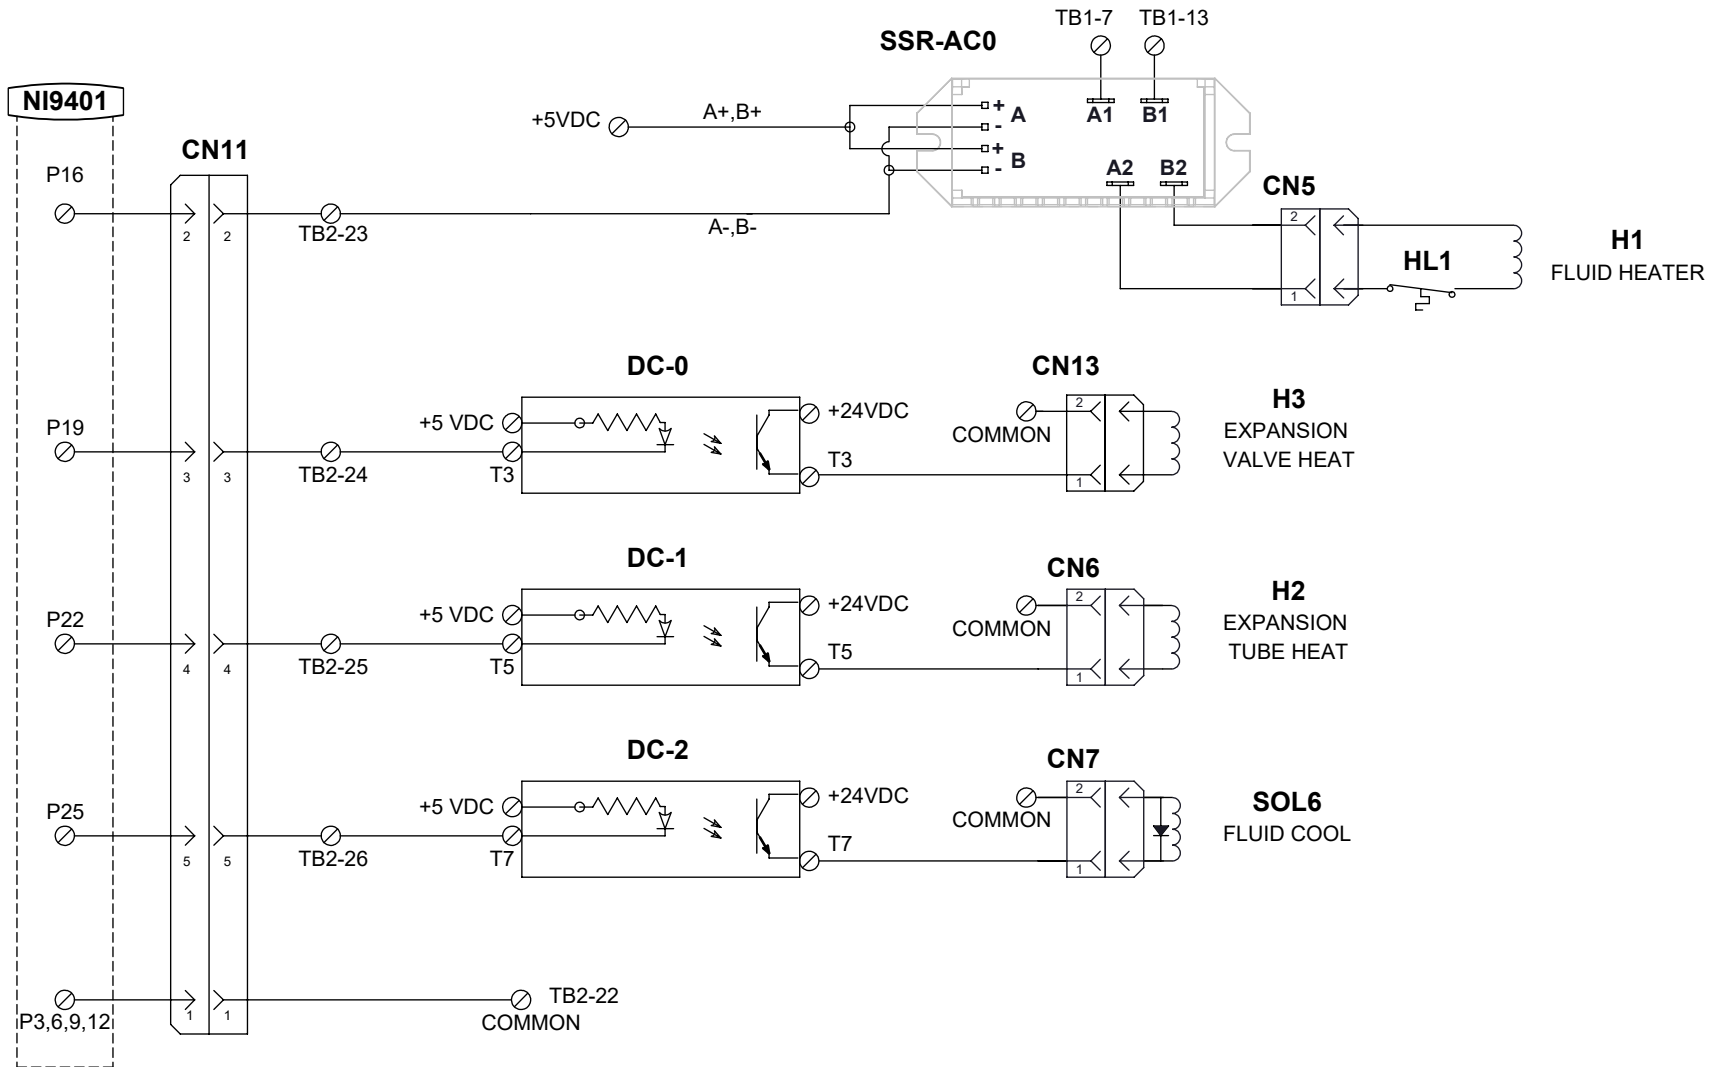 TB1-7 TB1-13
SSR-AC0
NI9401
+5VDC
A+,B+
+ A
-
+ B
-
A1 B1
A2 B2
CN11
P16
2 2
TB2-23
A-,B-
CN5
2
1
HL1
H1
FLUID HEATER
DC-0
CN13
P19
3 3
TB2-24
+5 VDC
T3
+24VDC
T3
COMMON
2
1
H3
EXPANSION
VALVE HEAT
DC-1
CN6
P22
4 4
TB2-25
+5 VDC
T5
+24VDC
T5
COMMON
2
1
H2
EXPANSION
TUBE HEAT
DC-2
CN7
P25
5 5
TB2-26
+5 VDC
T7
+24VDC
T7
COMMON
2
1
SOL6
FLUID COOL
P3,6,9,12
1 1
TB2-22
COMMON